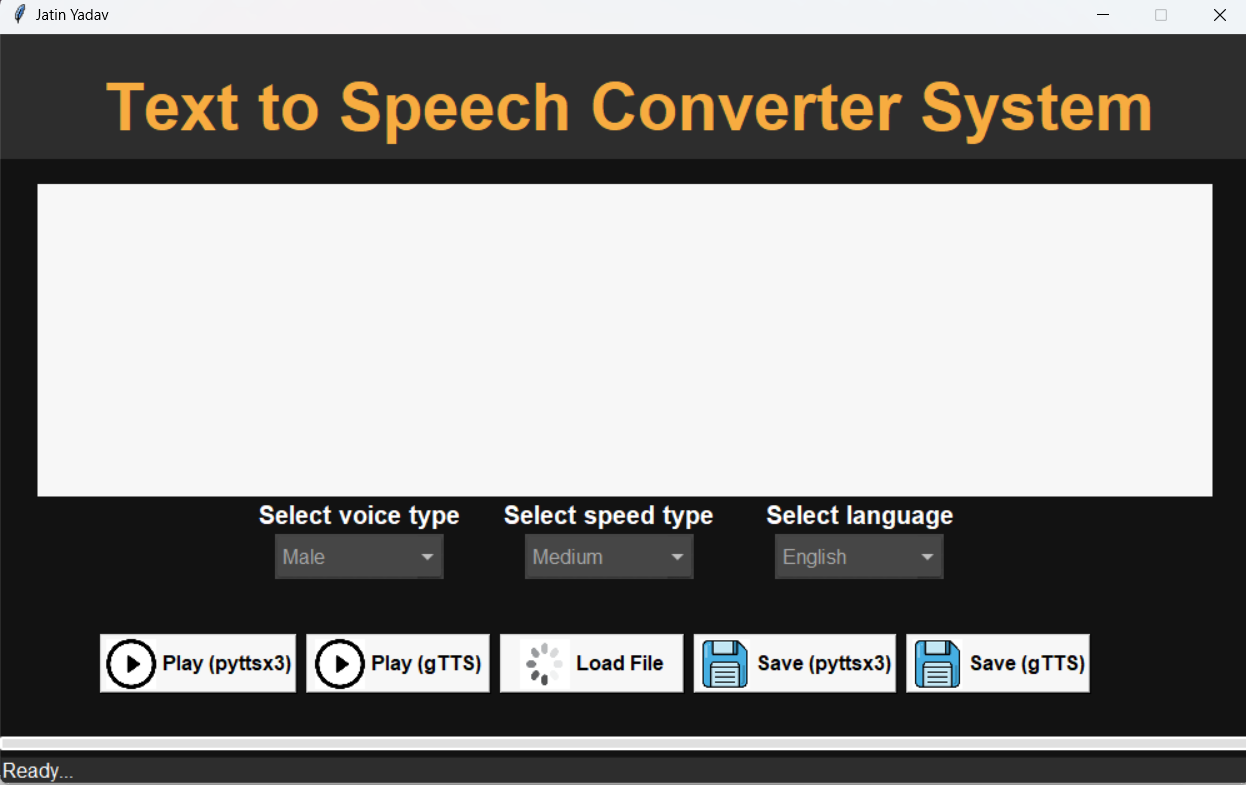 Jatin Yadav
Text to Speech Converter System
Select voice type Select speed type Select language
Male Medium English
Play (pyttsx3) Play (gTTS) Load File Save (pyttsx3) Save (gTTS)
Ready...